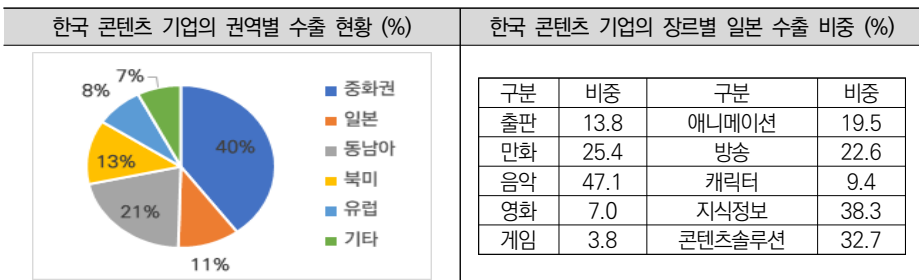 한국 콘텐츠 기업의 권역별 수출 현황 (%)
7%
8%
13%
40%
21%
11%
중화권
일본
동남아
북미
유럽
기타
한국 콘텐츠 기업의 장르별 일본 수출 비중 (%)
구분 비중 구분 비중
출판 13.8 애니메이션 19.5
만화 25.4 방송 22.6
음악 47.1 캐릭터 9.4
영화 7.0 지식정보 38.3
게임 3.8 콘텐츠솔루션 32.7